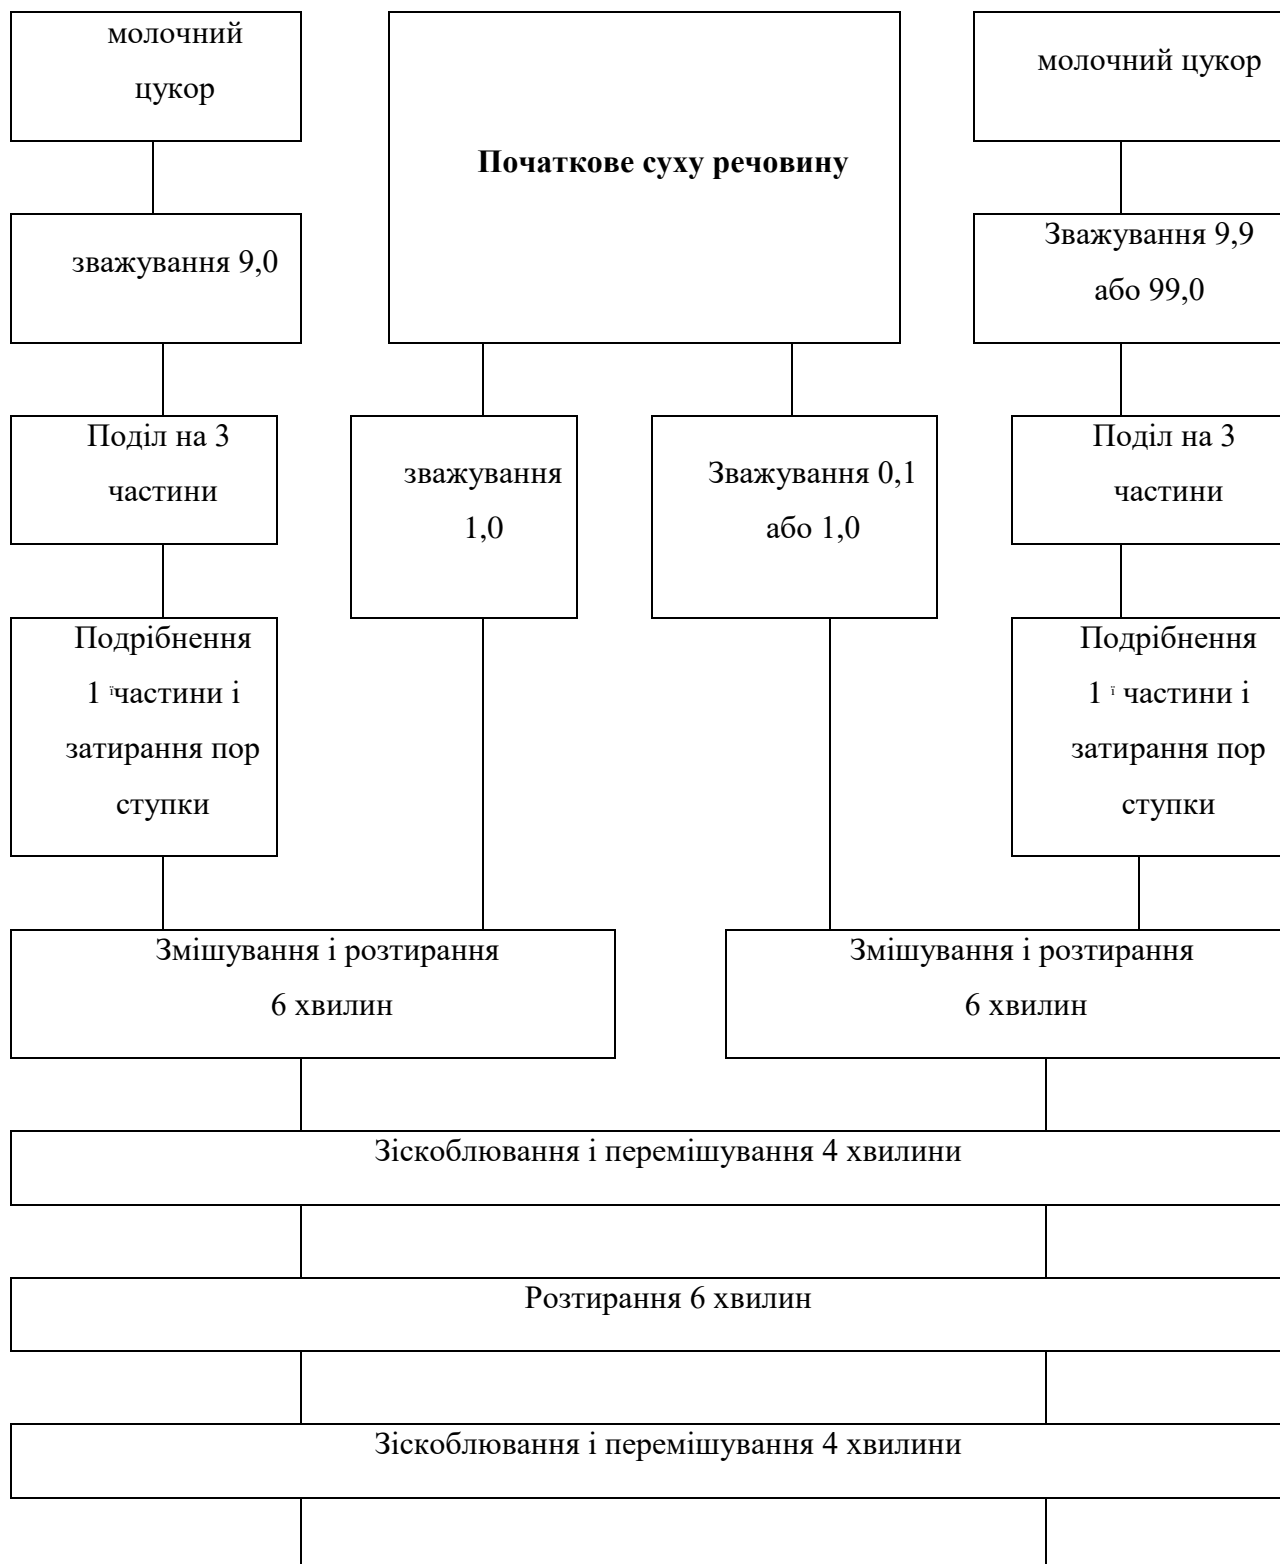 молочний
цукор
Початкове суху речовину
молочний цукор
зважування 9,0
Зважування 9,9
або 99,0
Поділ на 3
частини
зважування
1,0
Зважування 0,1
або 1,0
Поділ на 3
частини
Подрібнення
1 ї частини і
затирання пор
ступки
Подрібнення
1 ї частини і
затирання пор
ступки
Змішування і розтирання
6 хвилин
Змішування і розтирання
6 хвилин
Зіскоблювання і перемішування 4 хвилини
Розтирання 6 хвилин
Зіскоблювання і перемішування 4 хвилини